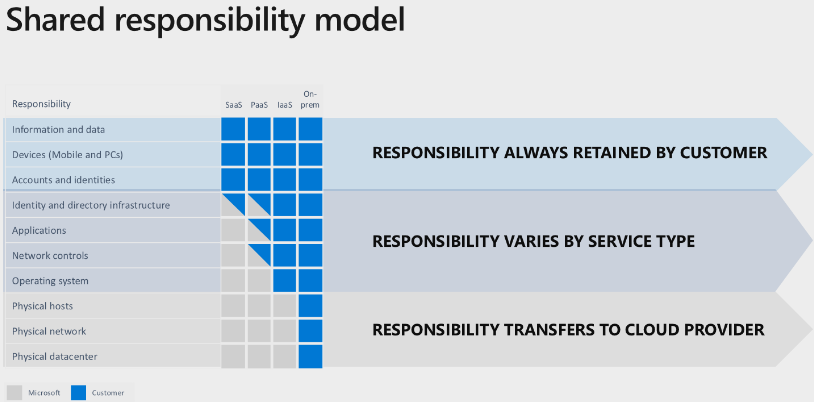 Shared responsibility model
Responsibility
SaaS PaaS IaaS On-
prem
Information and data
RESPONSIBILITY ALWAYS RETAINED BY CUSTOMER
Devices (Mobile and PCs)
Accounts and identities
Identity and directory infrastructure
Applications
RESPONSIBILITY VARIES BY SERVICE TYPE
Network controls
Operating system
Physical hosts
Physical network
RESPONSIBILITY TRANSFERS TO CLOUD PROVIDER
Physical datacenter
Microsoft Customer